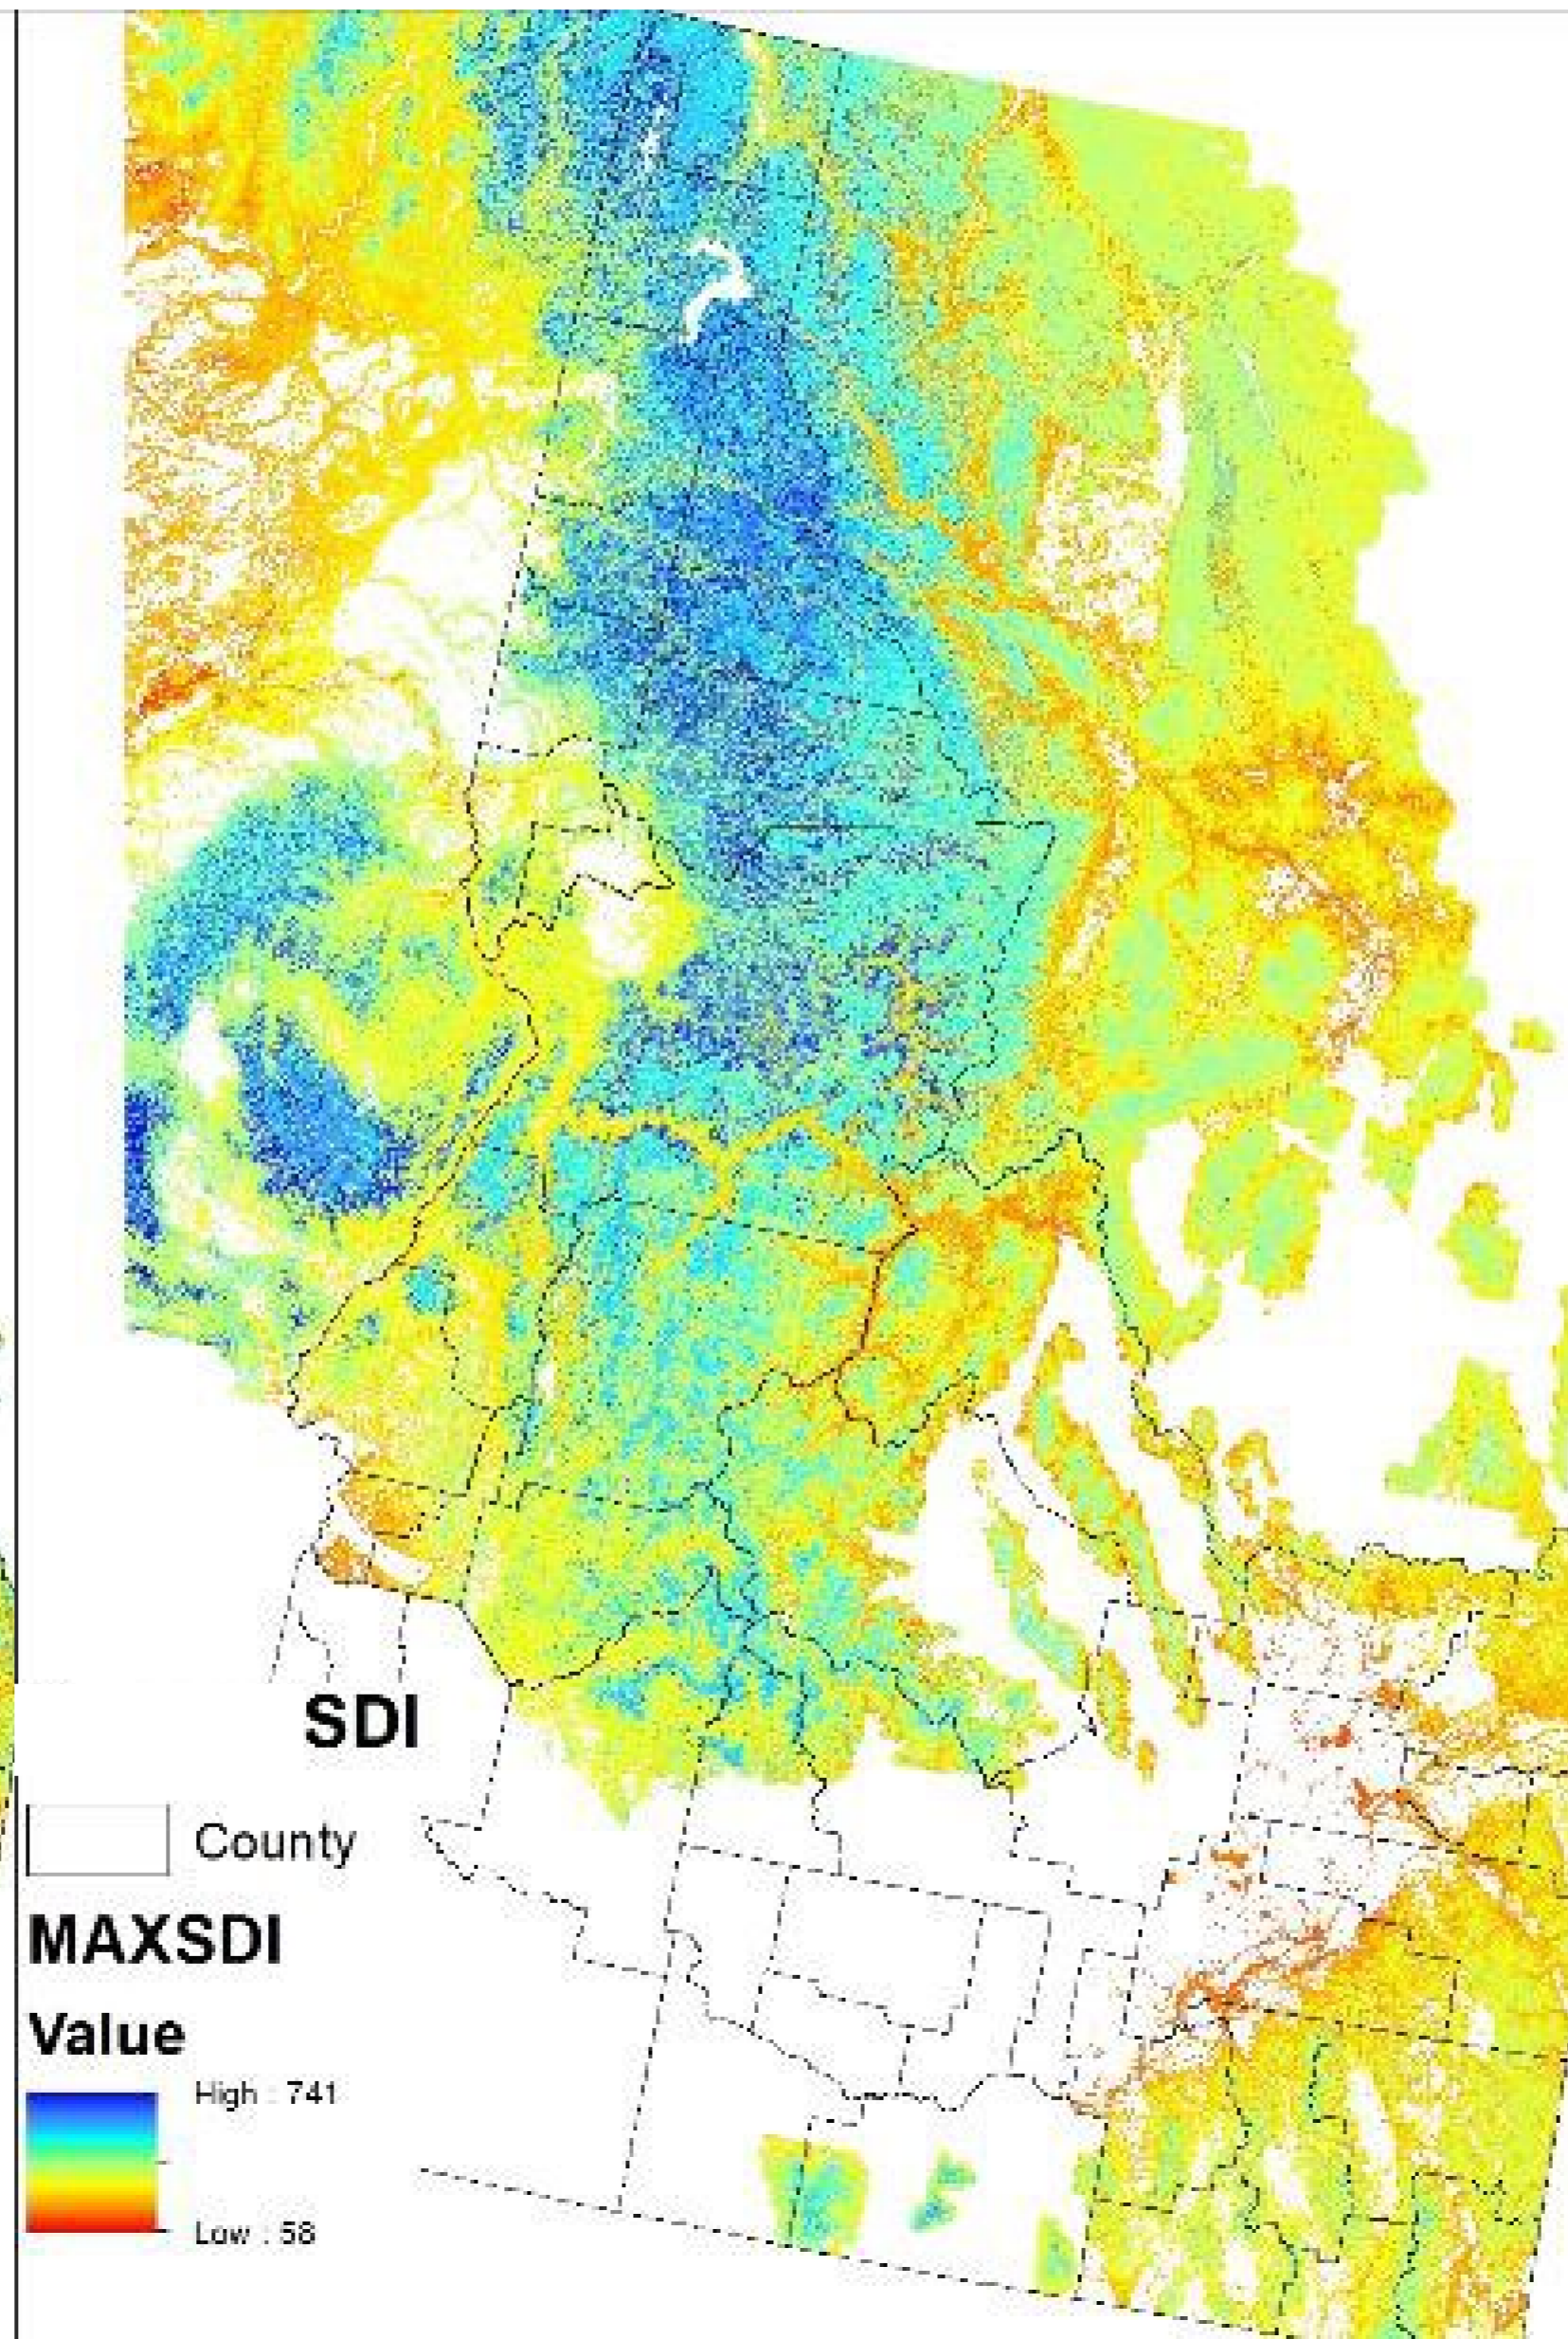 SDI
County
MAXSDI
Value
High : 741
Low : 58